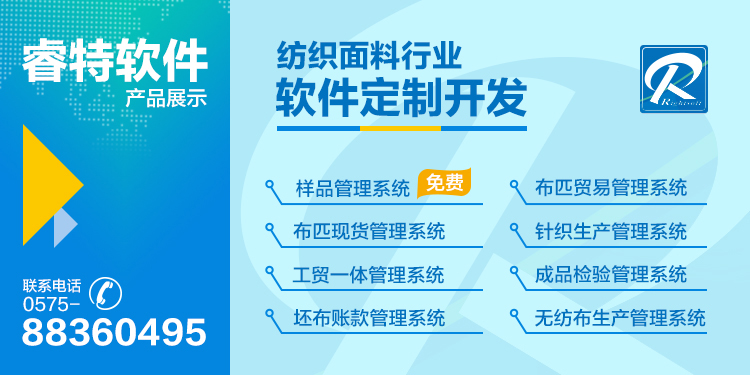 睿特软件
产品展示
联系电话
0575-
88360495
纺织面料行业
软件定制开发
Rightsoft
样品管理系统 免费
布匹现货管理系统
工贸一体管理系统
坯布账款管理系统
布匹贸易管理系统
针织生产管理系统
成品检验管理系统
无纺布生产管理系统